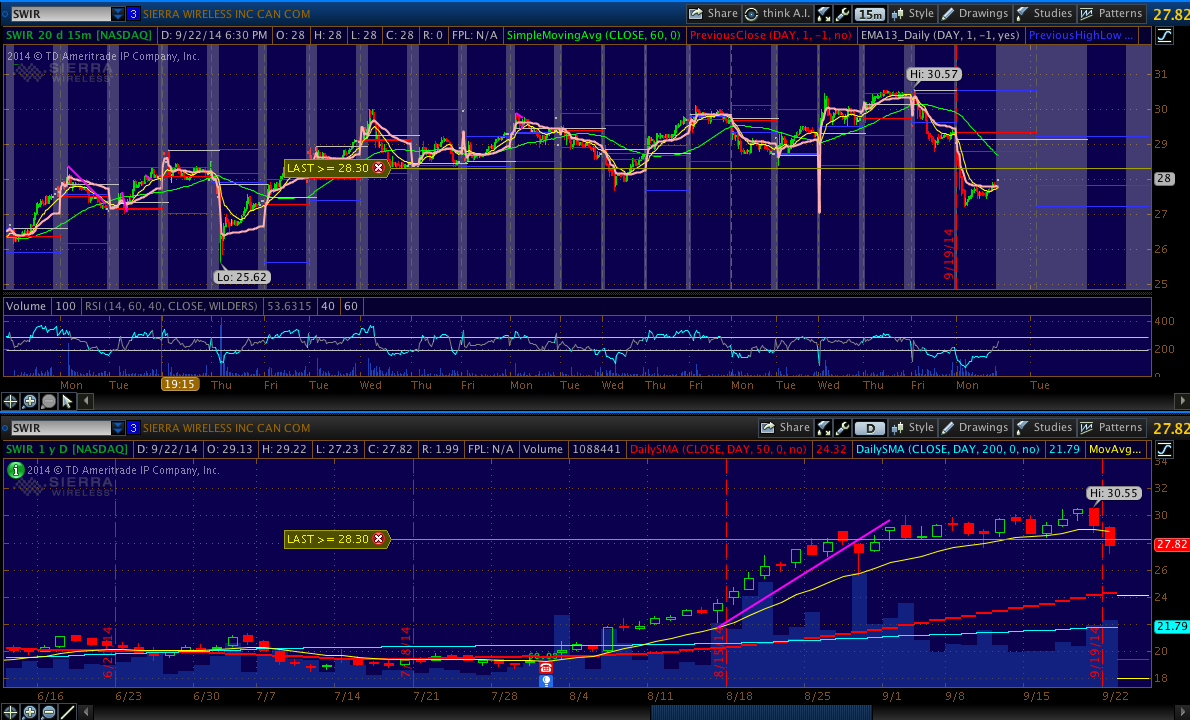 SWIR 3 SIERRA WIRELESS INC CAN COM Share think A.I. 15m Style Drawings Studies Patterns 27.82
SWIR 20 d 15m [NASDAQ] D: 9/22/14 6:30 PM O: 28 H: 28 L: 28 C: 28 R: 0 FPL: N/A SimpleMovingAvg (CLOSE, 60, 0) PreviousClose (DAY, 1, -1, no) EMA13_Daily (DAY, 1, -1, yes) PreviousHighLow ...
2014 © TD Ameritrade IP Company, Inc.
SIERRA
WIRELESS
Hi: 30.57
31
30
29
LAST >= 28.30
28
27
26
25
9/19/14
Lo: 25.62
Volume 100 RSI (14, 60, 40, CLOSE, WILDERS) 53.6315 40 60
400
200
0
Mon Tue 19:15 Thu Fri Tue Wed Thu Fri Mon Tue Wed Thu Fri Mon Tue Wed Thu Fri Mon Tue
SWIR 3 SIERRA WIRELESS INC CAN COM Share D Style Drawings Studies Patterns 27.82
SWIR 1 y D [NASDAQ] D: 9/22/14 O: 29.13 H: 29.22 L: 27.23 C: 27.82 R: 1.99 FPL: N/A Volume 1088441 DailySMA (CLOSE, DAY, 50, 0, no) 24.32 DailySMA (CLOSE, DAY, 200, 0, no) 21.79 MovAvg...
2014 © TD Ameritrade IP Company, Inc.
SIERRA
WIRELESS
Hi: 30.55
34
32
30
LAST >= 28.30
27.82
26
24
21.79
20
18
7/18/14
8/15/14
9/19/14
6/16 6/23 6/30 7/7 7/14 7/21 7/28 8/4 8/11 8/18 8/25 9/1 9/8 9/15 9/22